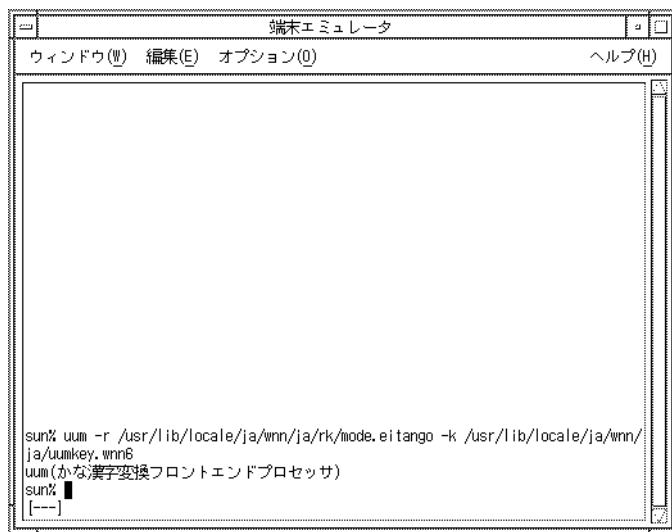 端末エミュレータ
ウィンドウ(W) 編集(E) オプション(O) ヘルプ(H)
sun% uum -r /usr/lib/locale/ja/wnn/ja/rk/mode.eitango -k /usr/lib/locale/ja/wnn/
ja/uumkey.wnn6
uum(かな漢字変換フロントエンドプロセッサ)
sun%
[---]